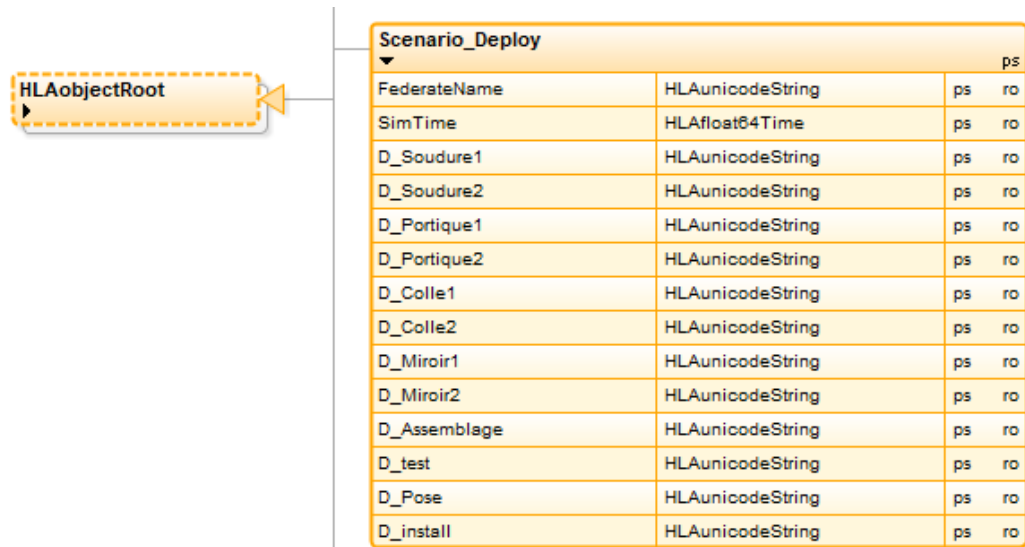 HLAobjectRoot
Scenario_Deploy
ps
FederateName HLAunicodeString ps ro
SimTime HLAfloat64Time ps ro
D_Soudure1 HLAunicodeString ps ro
D_Soudure2 HLAunicodeString ps ro
D_Portique1 HLAunicodeString ps ro
D_Portique2 HLAunicodeString ps ro
D_Colle1 HLAunicodeString ps ro
D_Colle2 HLAunicodeString ps ro
D_Miroir1 HLAunicodeString ps ro
D_Miroir2 HLAunicodeString ps ro
D_Assemblage HLAunicodeString ps ro
D_test HLAunicodeString ps ro
D_Pose HLAunicodeString ps ro
D_install HLAunicodeString ps ro